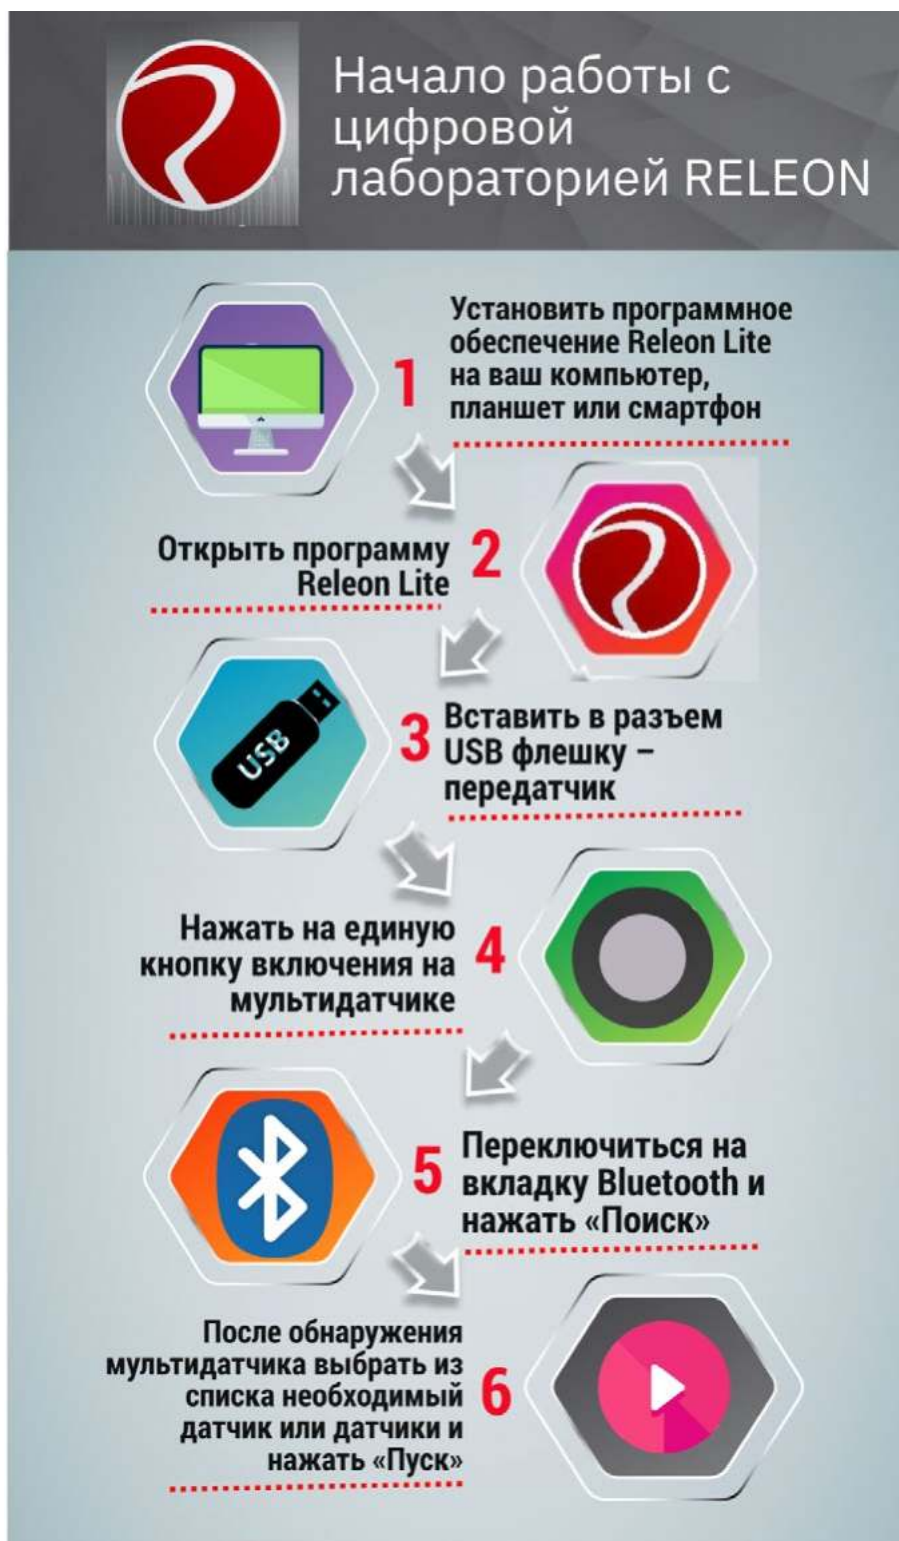 Начало работы с
цифровой
лабораторией RELEON
1
Установить программное
обеспечение Releon Lite
на ваш компьютер,
планшет или смартфон
Открыть программу
Releon Lite
2
USB
3
Вставить в разъем
USB флешку –
передатчик
Нажать на единую
кнопку включения на
мультидатчике
4
5
Переключиться на
вкладку Bluetooth и
нажать «Поиск»
После обнаружения
мультидатчика выбрать из
списка необходимый
датчик или датчики и
нажать «Пуск»
6